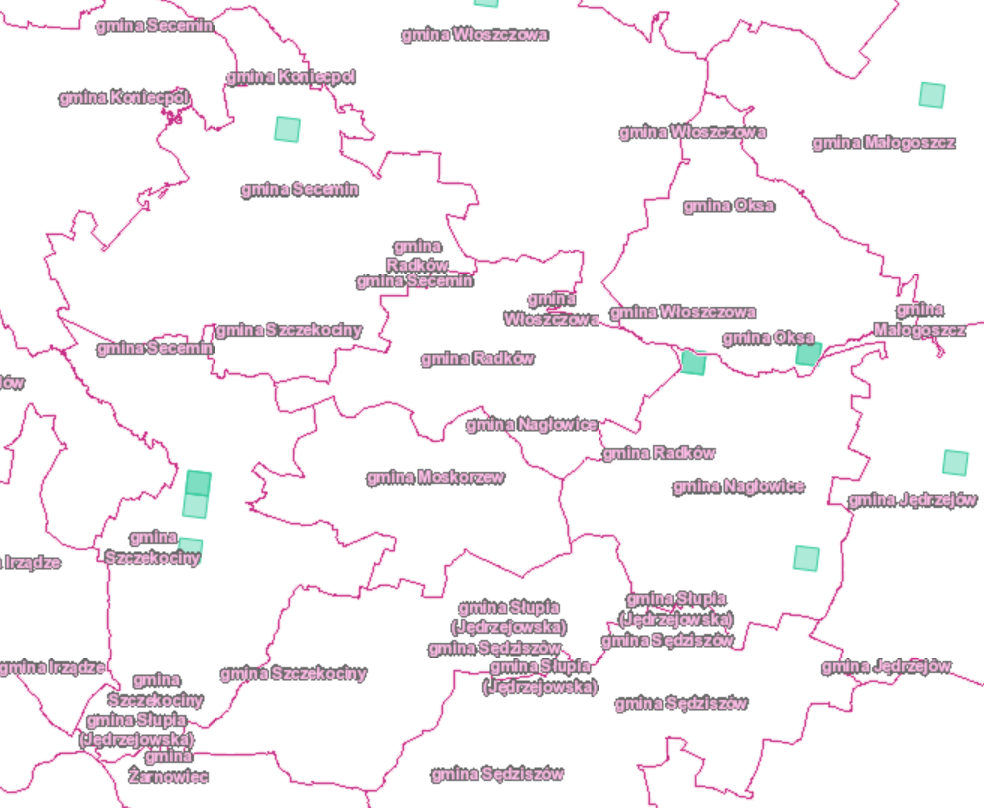 gmina Secemin
gmina Włoszczowa
gmina Koniecpol
gmina Koniecpol
gmina Włoszczowa
gmina Małogoszcz
gmina Secemin
gmina Oksa
gmina
Radków
gmina Secemin
gmina
Włoszczowa
gmina Włoszczowa
gmina
Małogoszcz
gmina Szczekociny
gmina Oksa
gmina Secemin
gmina Radków
łów
gmina Nagłowice
gmina Radków
gmina Moskorzew
gmina Nagłowice
gmina Jędrzejów
gmina
Szczekociny
Irządze
gmina Słupia
(Jędrzejowska)
gmina Słupia
(Jędrzejowska)
gmina Sędziszów
gmina Sędziszów
gmina Irządze
gmina Szczekociny
gmina Słupia
(Jędrzejowska)
gmina Jędrzejów
gmina
Szczekociny
gmina Sędziszów
gmina Słupia
(Jędrzejowska)
gmina
Żarnowiec
gmina Sędziszów